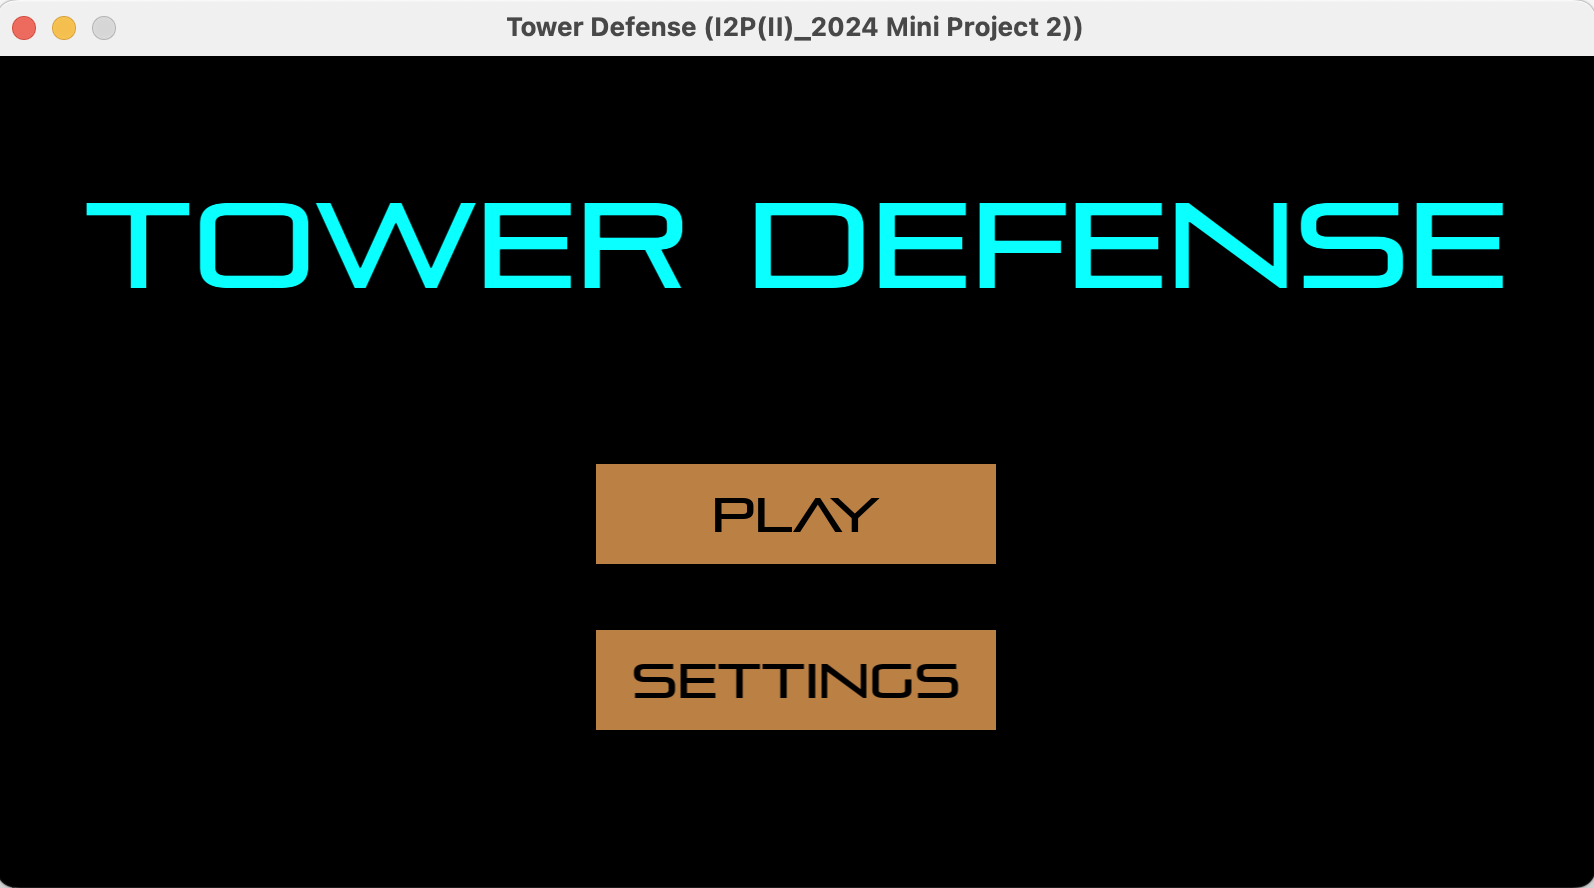 Tower Defense (I2P(II)_2024 Mini Project 2))
TOWER DEFENSE
PLAY
SETTINGS